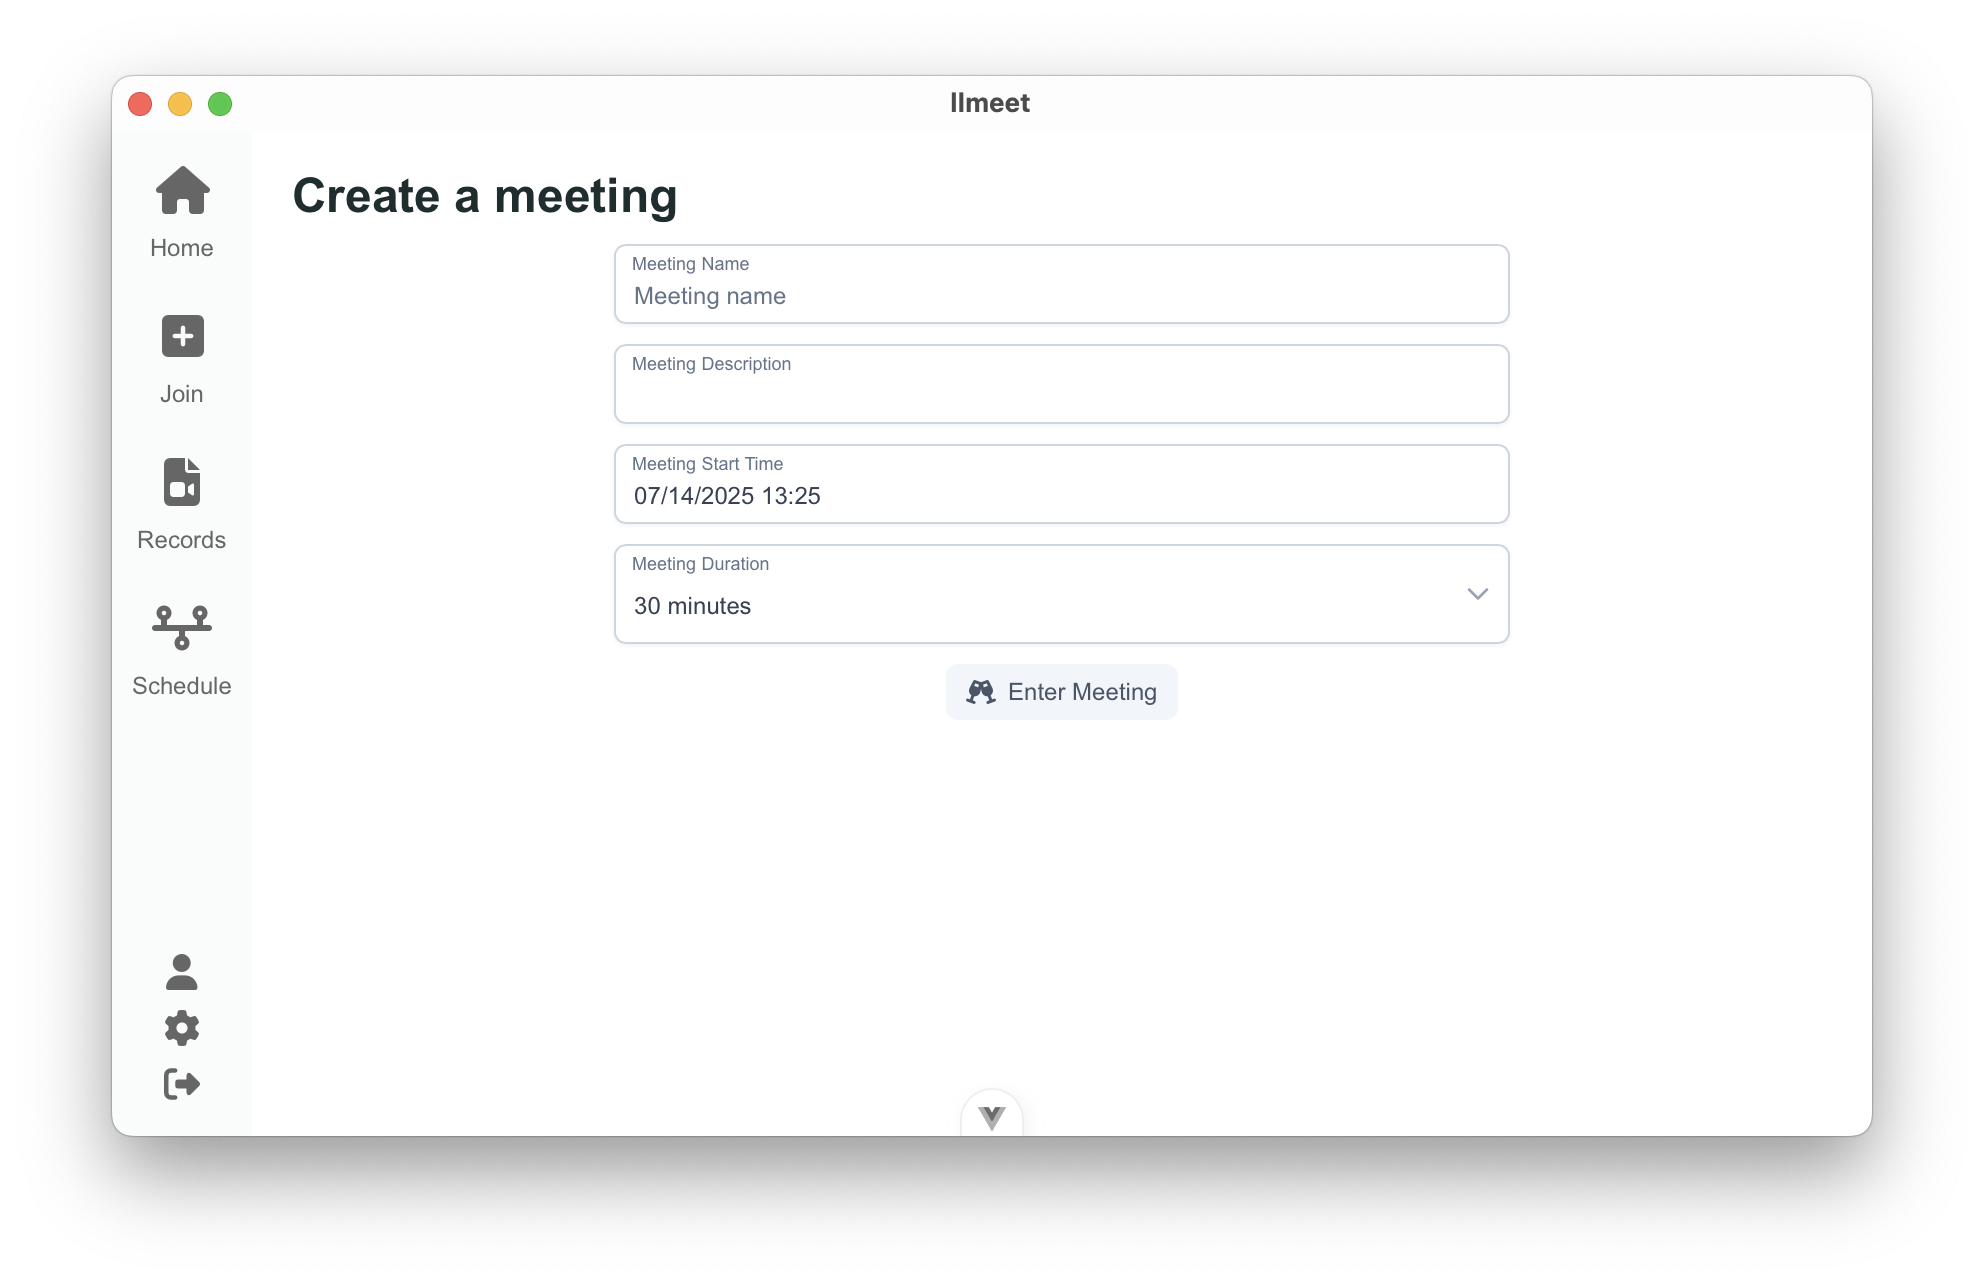 llmeet
Home
Join
Records
Schedule
Create a meeting
Meeting Name
Meeting name
Meeting Description
Meeting Start Time
07/14/2025 13:25
Meeting Duration
30 minutes
Enter Meeting